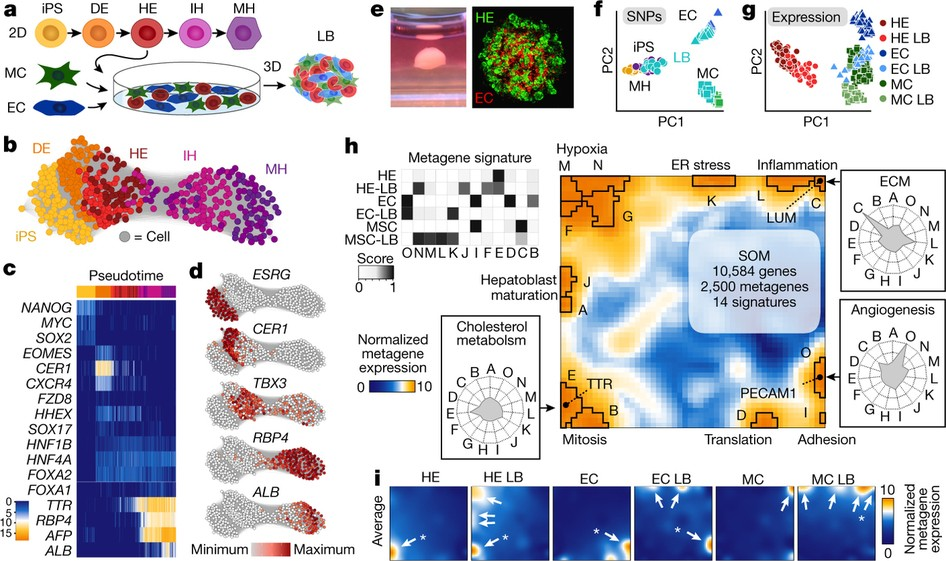 a
iPS DE HE IH MH
2D
MC
EC
3D
LB
b
DE
HE
IH
MH
iPS
= Cell
c
Pseudotime
NANOG
MYC
SOX2
EOMES
CER1
CXCR4
FZD8
HHEX
SOX17
HNF1B
HNF4A
FOXA2
FOXA1
TTR
RBP4
AFP
ALB
0
5
10
15
d
ESRG
CER1
TBX3
RBP4
ALB
Minimum Maximum
e
HE
EC
f
SNPs
EC
iPS
LB
MH
MC
PC2
PC1
g
Expression
PC2
PC1
HE
HE LB
EC
EC LB
MC
MC LB
h
Metagene signature
HE
HE-LB
EC
EC-LB
MSC
MSC-LB
O N M L K J I F E D C B
Score
0 1
Hypoxia
M N
ER stress
Inflammation
F
G
K
L
C
LUM
Hepatoblast
maturation
J
A
SOM
10,584 genes
2,500 metagenes
14 signatures
Normalized
metagene
expression
0 10
Cholesterol
metabolsm
A O N M L K J I H G F E D C B
E
TTR
B
Mitosis
D
Translation
O
PECAM1
I
Adhesion
ECM
A O N M L K J I H G F E D C B
Angiogenesis
A O N M L K J I H G F E D C B
i
HE HE LB EC EC LB MC MC LB
Average
* * * * *
10
0
Normalized
metagene
expression